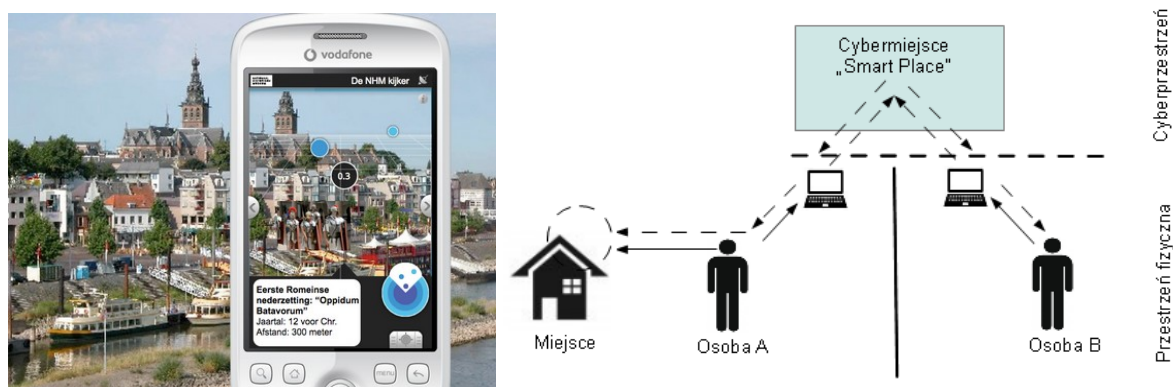 vodafone
De NHM kijker
0.3
Eerste Romeinse
nederzetting: “Oppidum
Batavorum”
Jaartal: 12 voor Chr.
Afstand: 300 meter
MENU
Cybermiejsce
„Smart Place”
Miejsce
Osoba A
Osoba B
Cyberprzestrzeń
Przestrzeń fizyczna